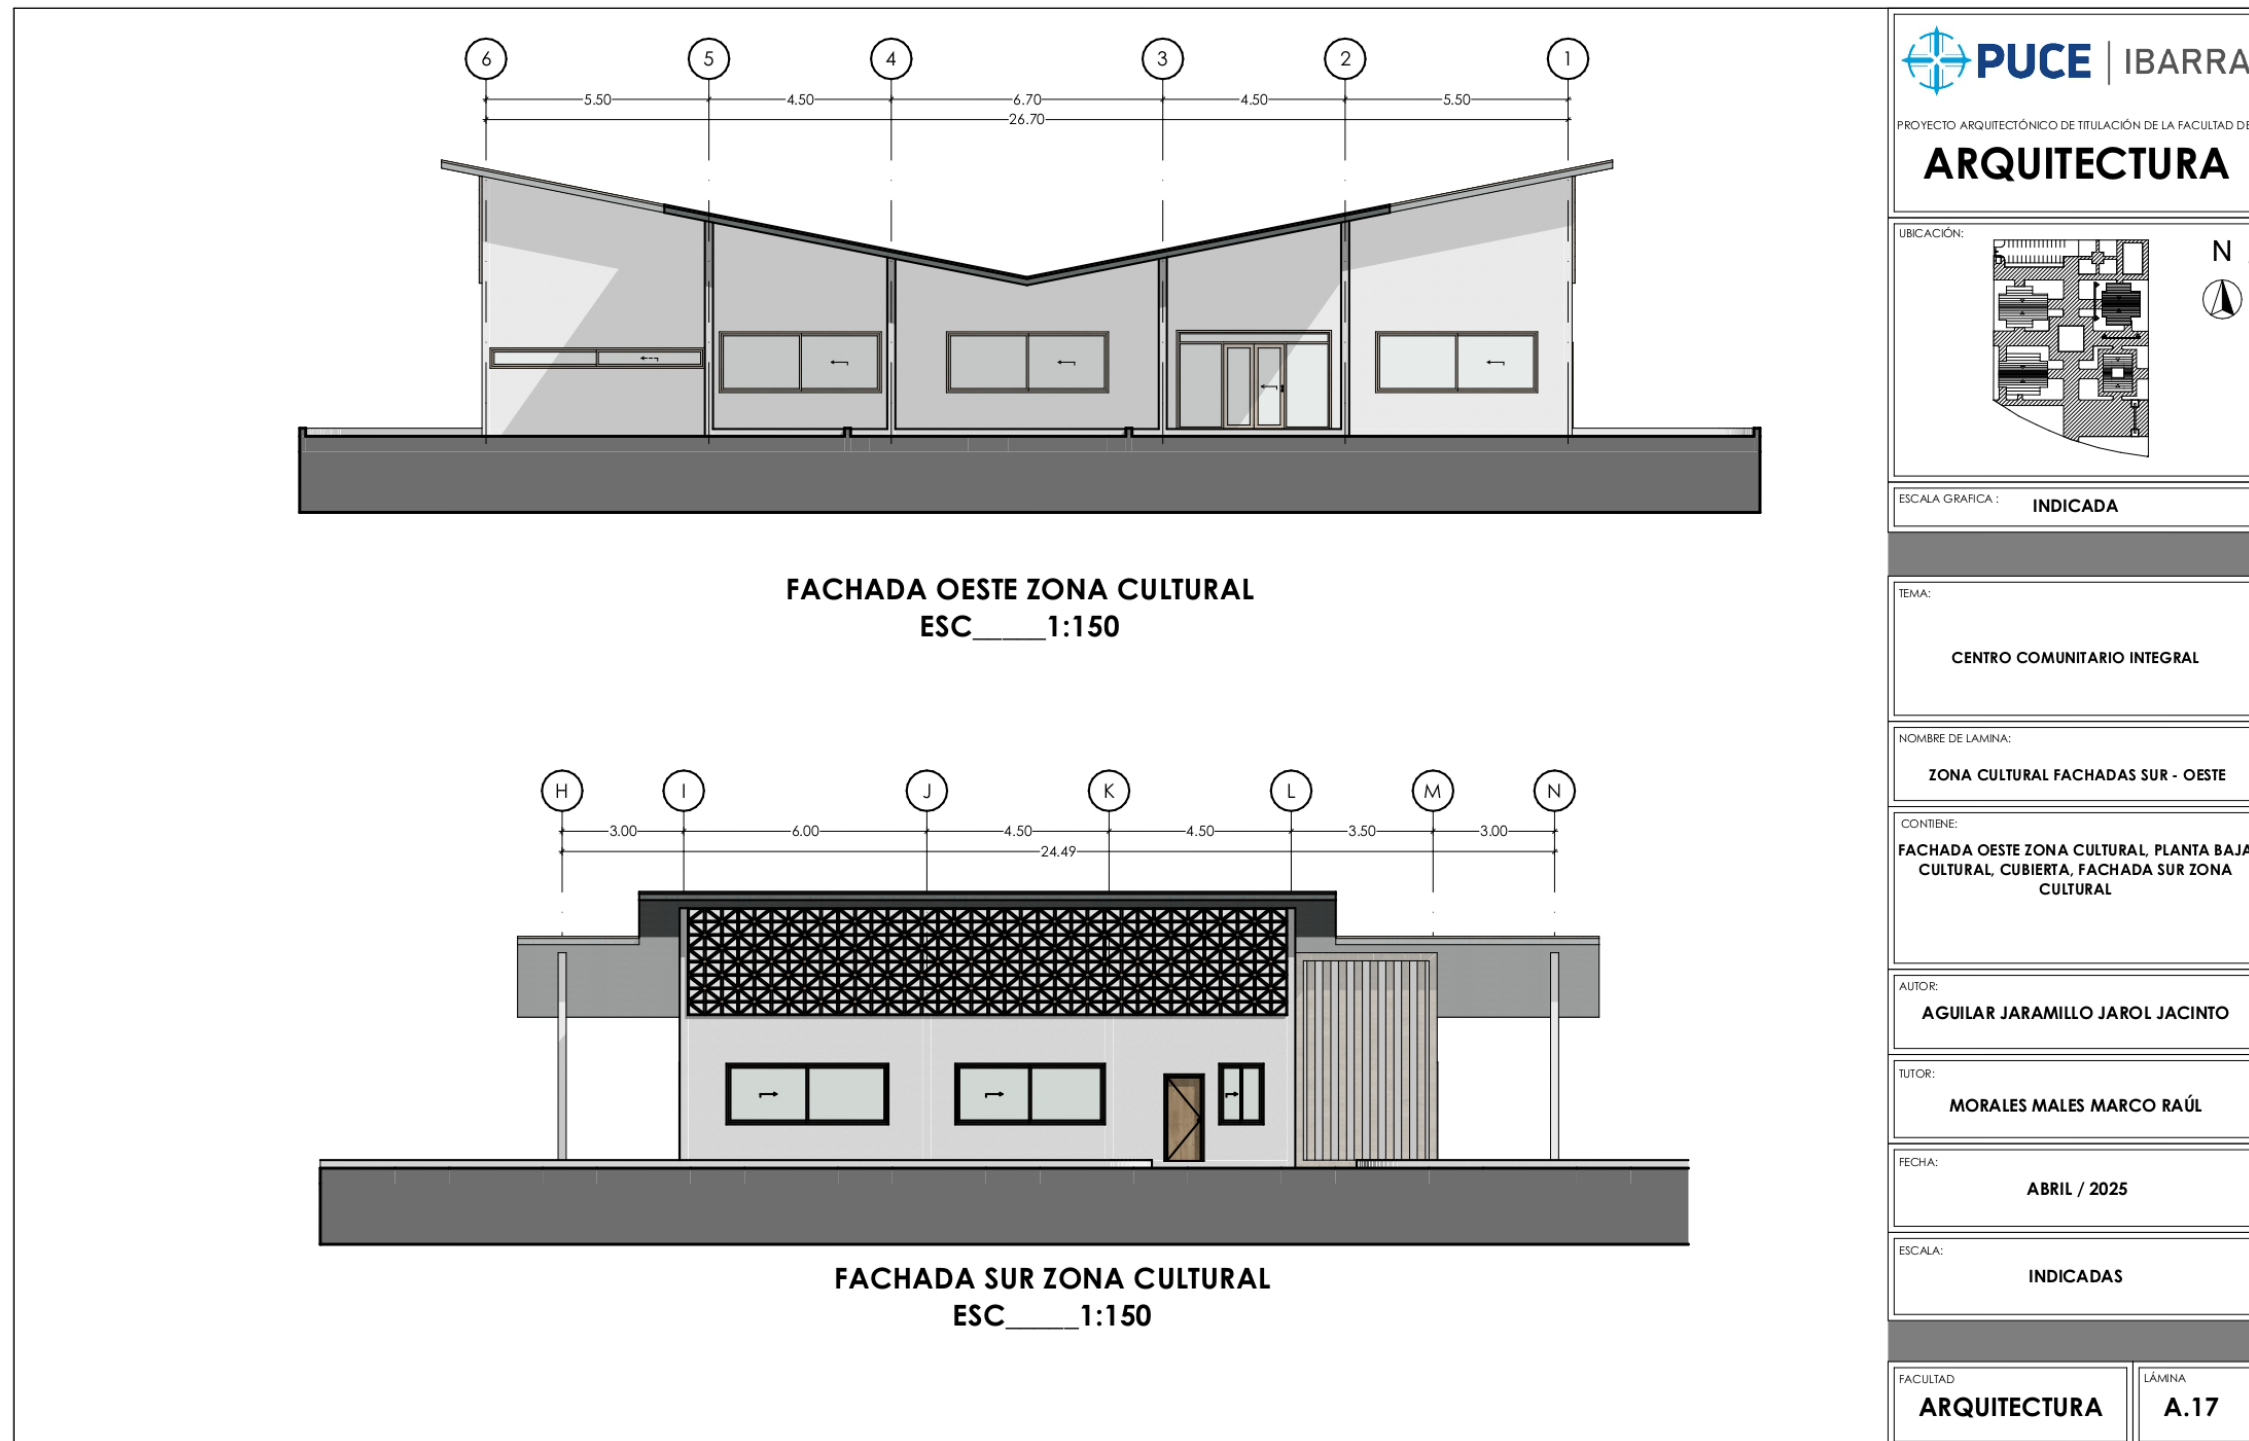 6 5 4 3 2 1
5.50 4.50 6.70 4.50 5.50
26.70
FACHADA OESTE ZONA CULTURAL
ESC_____1:150
H I J K L M N
3.00 6.00 4.50 4.50 3.50 3.00
24.49
FACHADA SUR ZONA CULTURAL
ESC_____1:150
PUCE | IBARRA
PROYECTO ARQUITECTÓNICO DE TITULACIÓN DE LA FACULTAD DE
ARQUITECTURA
UBICACIÓN:
N
ESCALA GRAFICA : INDICADA
TEMA:
CENTRO COMUNITARIO INTEGRAL
NOMBRE DE LAMINA:
ZONA CULTURAL FACHADAS SUR - OESTE
CONTIENE:
FACHADA OESTE ZONA CULTURAL, PLANTA BAJA
CULTURAL, CUBIERTA, FACHADA SUR ZONA
CULTURAL
AUTOR:
AGUILAR JARAMILLO JAROL JACINTO
TUTOR:
MORALES MALES MARCO RAÚL
FECHA:
ABRIL / 2025
ESCALA:
INDICADAS
FACULTAD
ARQUITECTURA
LÁMINA
A.17